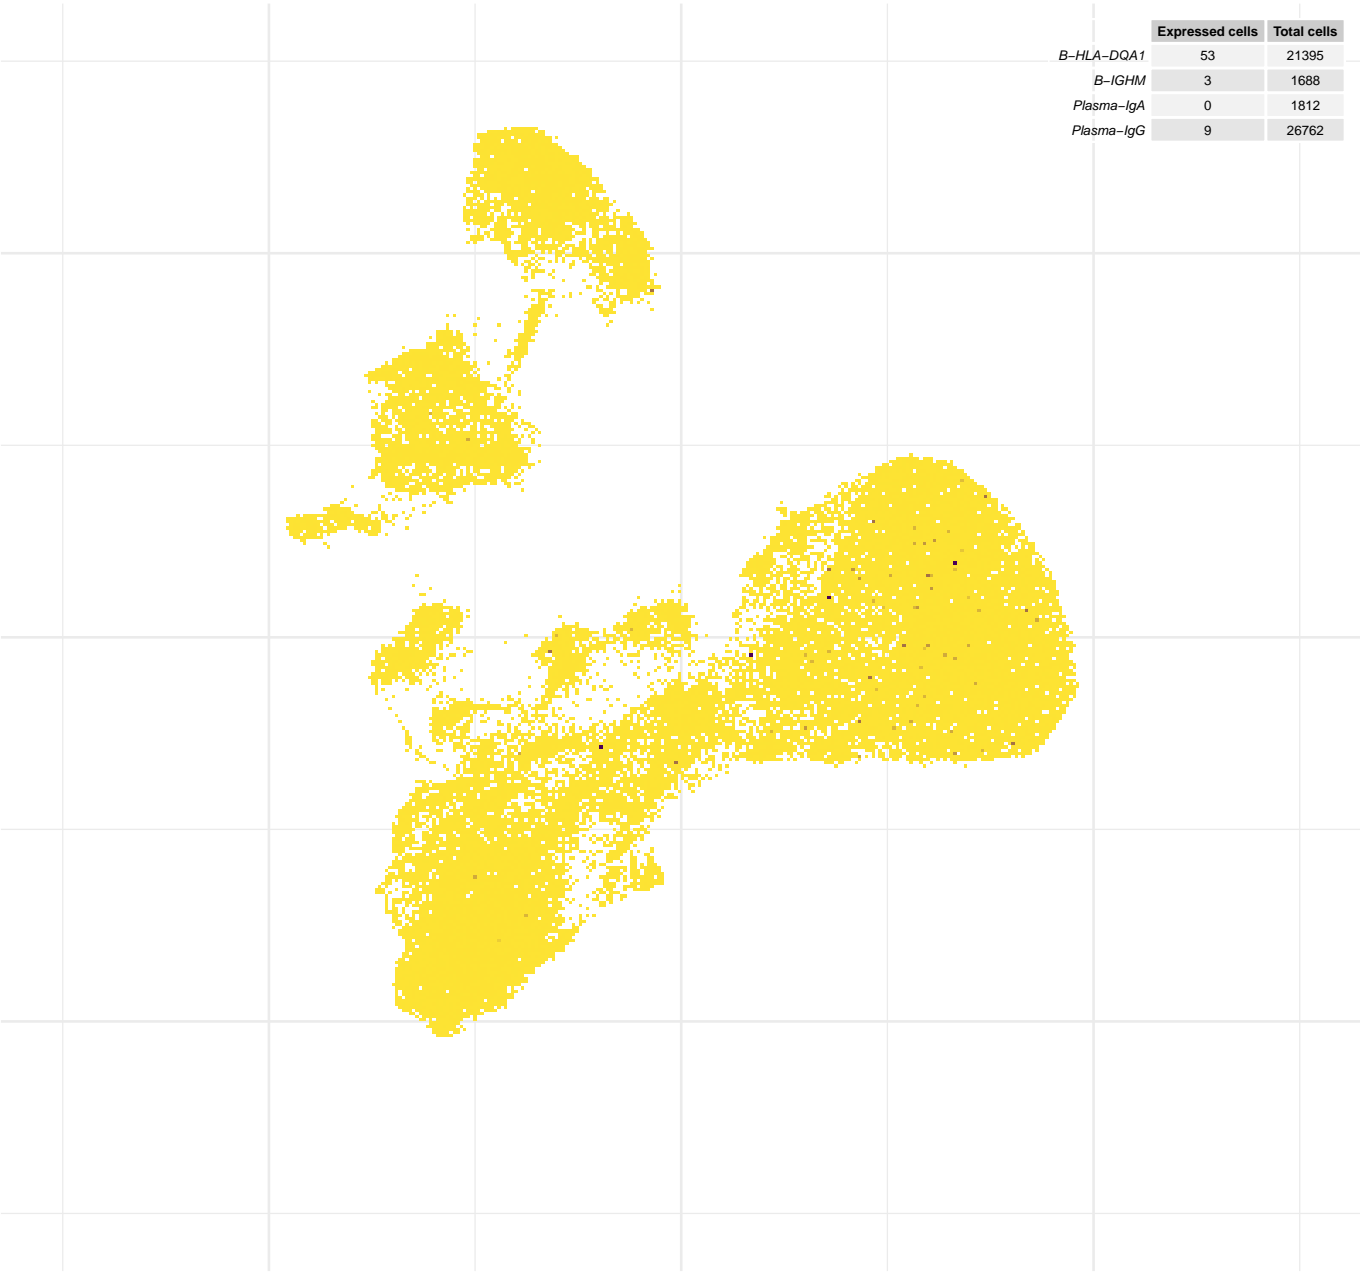 Expressed cells Total cells
B−HLA−DQA1 53 21395
B−IGHM 3 1688
Plasma−IgA 0 1812
Plasma−IgG 9 26762